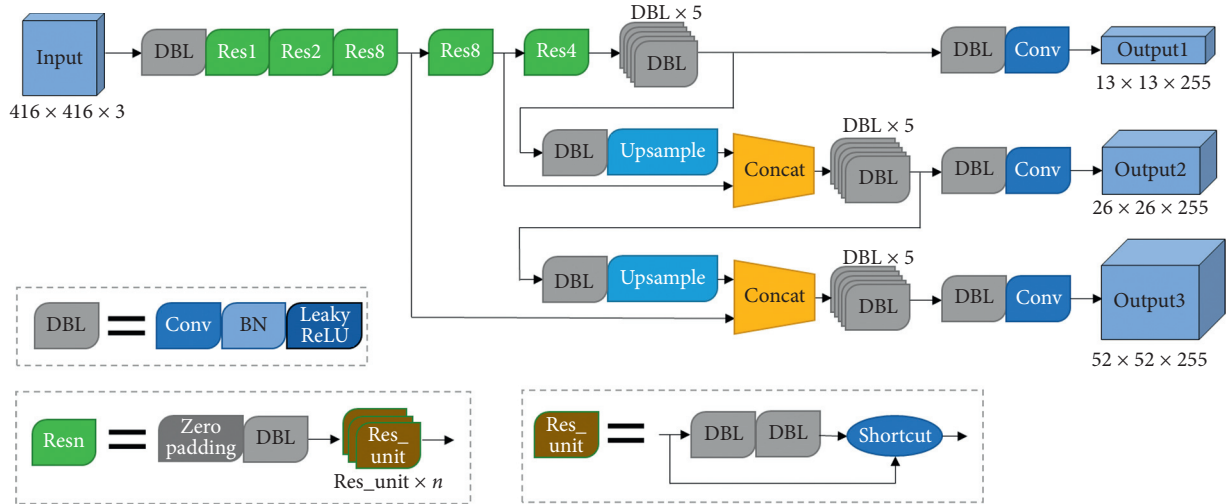 Input
416 × 416 × 3
DBL
Res1
Res2
Res8
Res8
Res4
DBL × 5
DBL
DBL
Conv
Output1
13 × 13 × 255
DBL
Upsample
Concat
DBL × 5
DBL
DBL
Conv
Output2
26 × 26 × 255
DBL
Upsample
Concat
DBL × 5
DBL
DBL
Conv
Output3
52 × 52 × 255
DBL
=
Conv
BN
Leaky
ReLU
Resn
=
Zero
padding
DBL
Res_
unit
Res_unit × n
Res_
unit
=
DBL
DBL
Shortcut